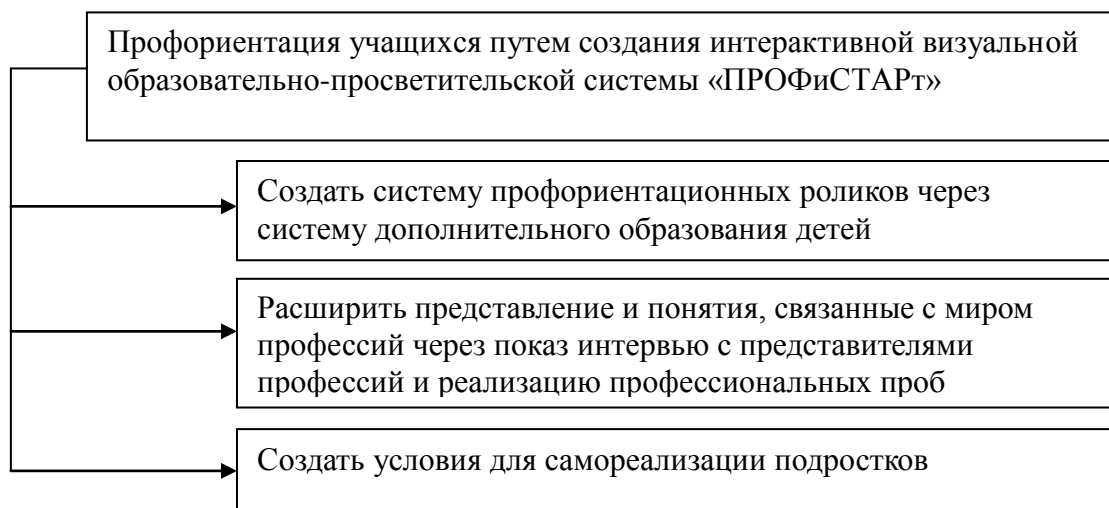 Профориентация учащихся путем создания интерактивной визуальной
образовательно-просветительской системы «ПРОФиСТАРт»
Создать систему профориентационных роликов через
систему дополнительного образования детей
Расширить представление и понятия, связанные с миром
профессий через показ интервью с представителями
профессий и реализацию профессиональных проб
Создать условия для самореализации подростков